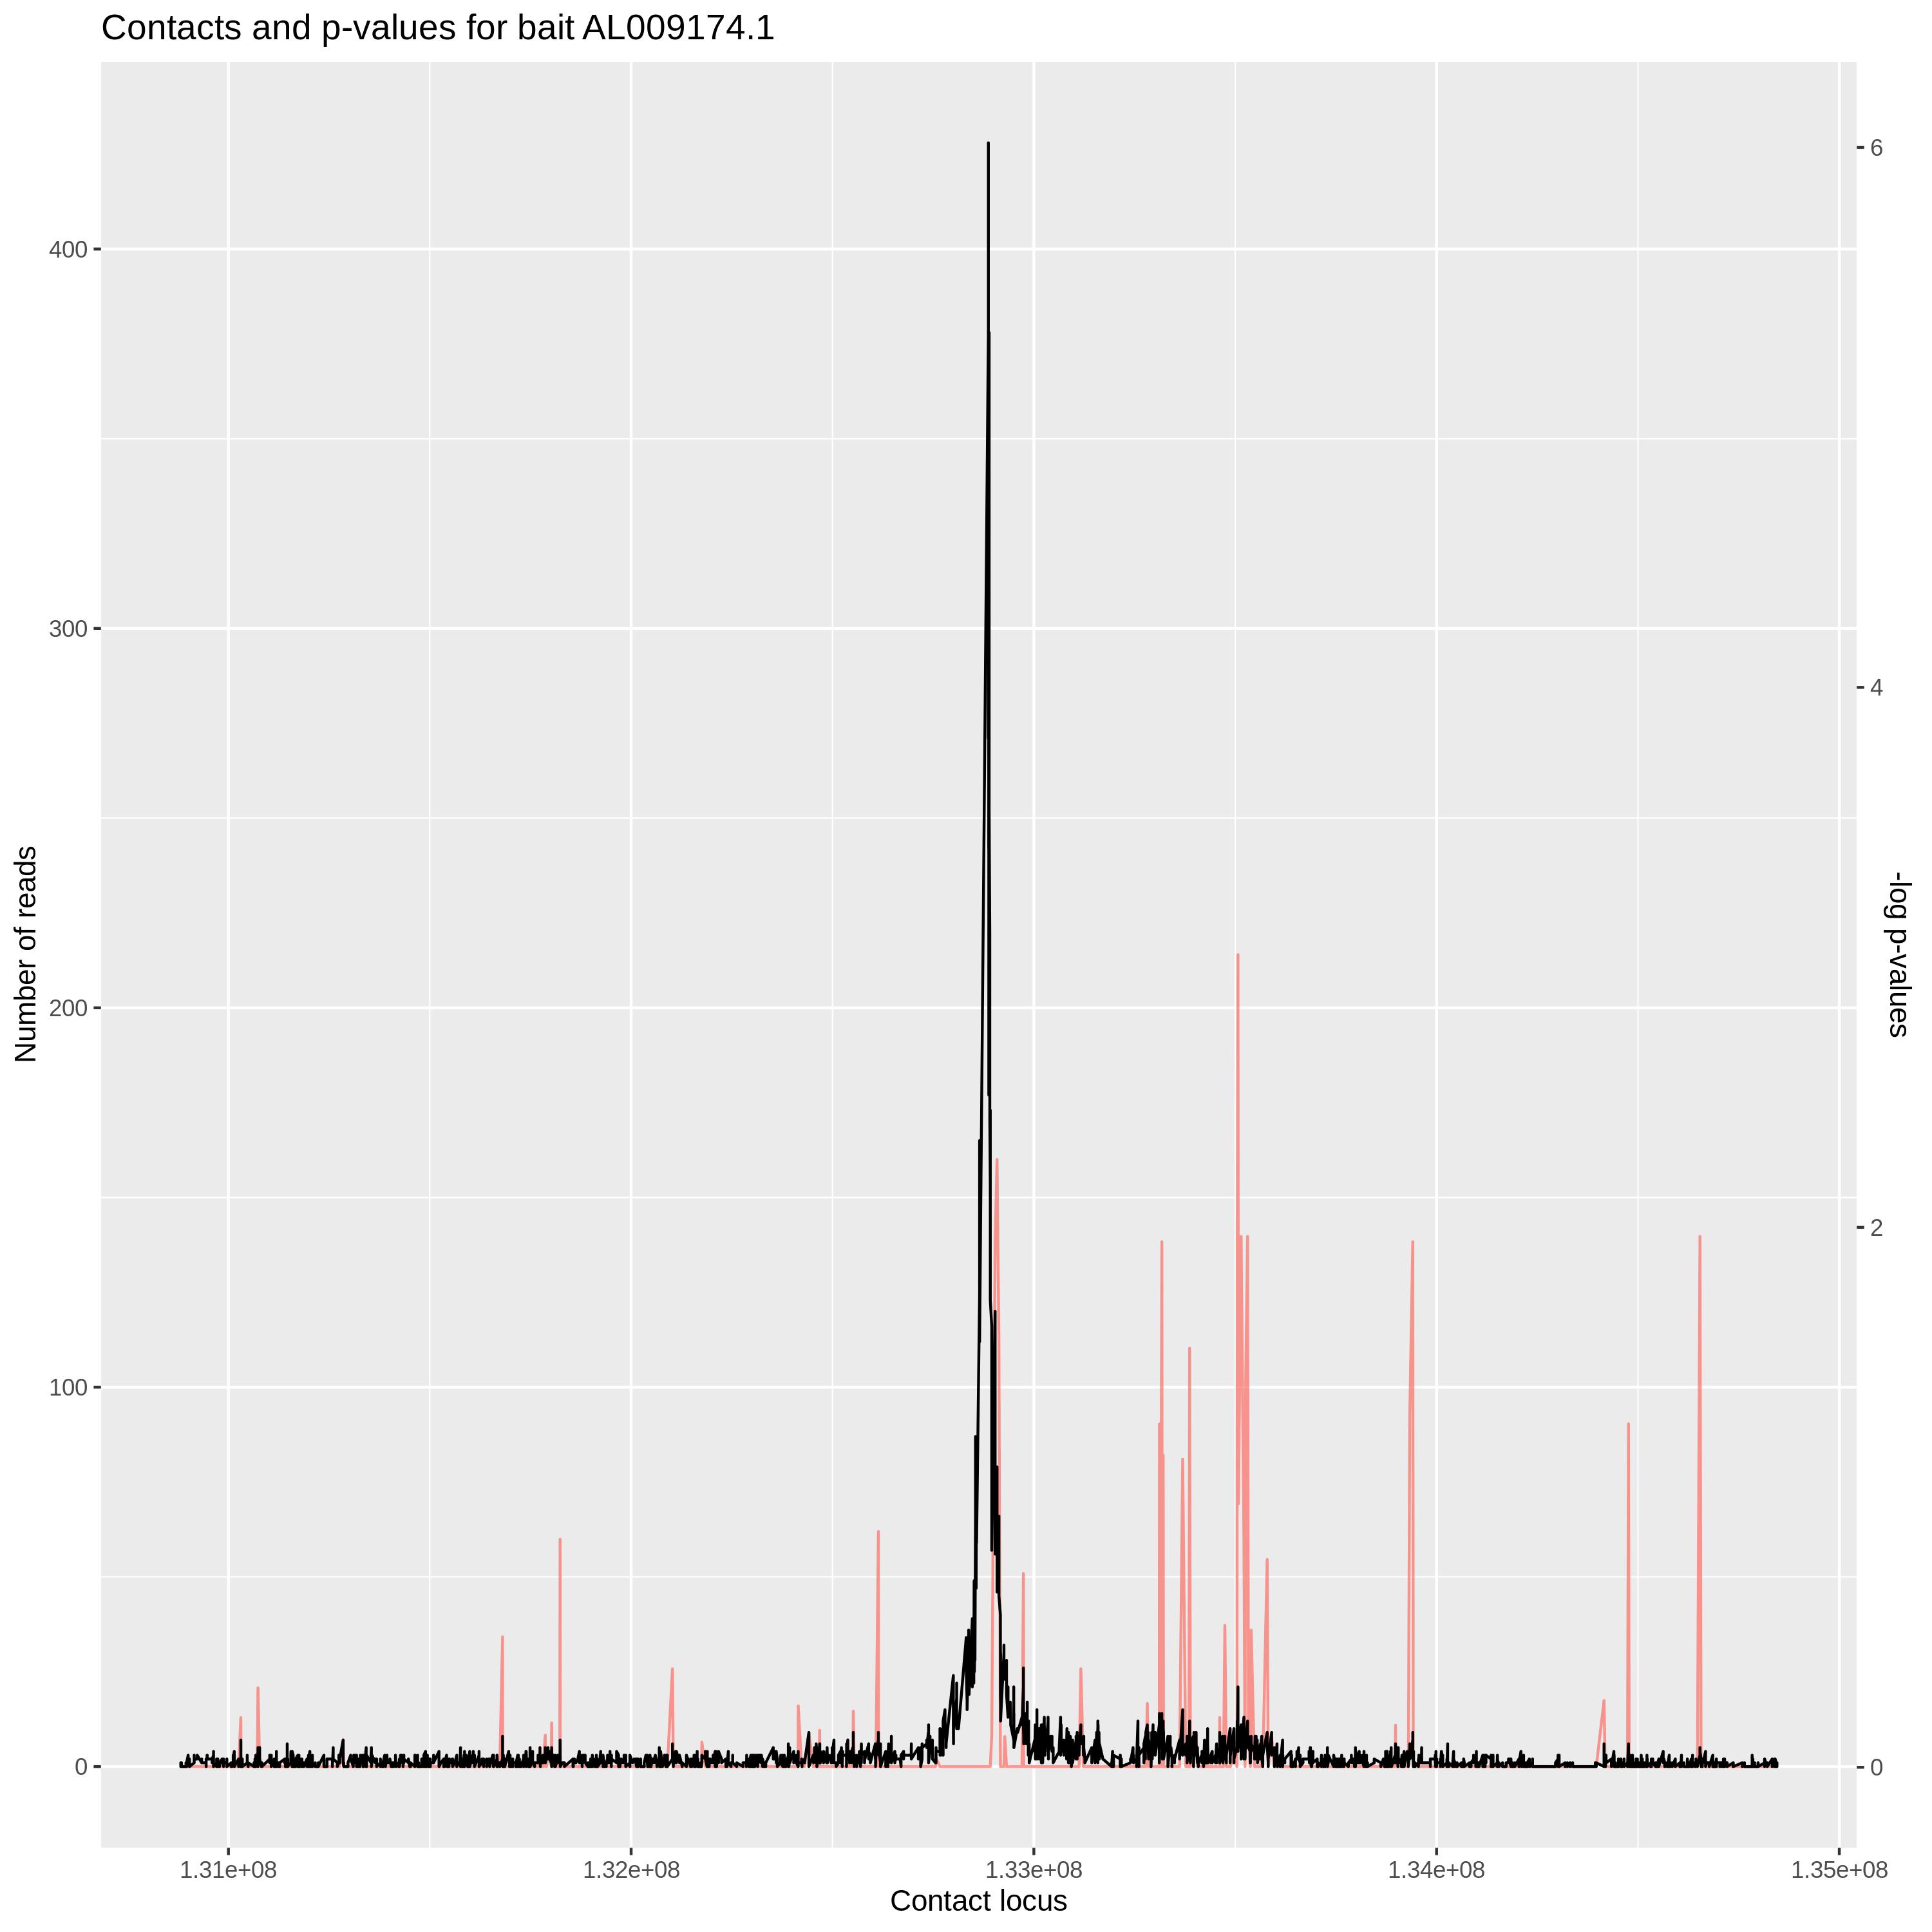 Contacts and p-values for bait AL009174.1
Number of reads
400
300
200
100
0
6
4
2
0
-log p-values
1.31e+08
1.32e+08
1.33e+08
1.34e+08
1.35e+08
Contact locus